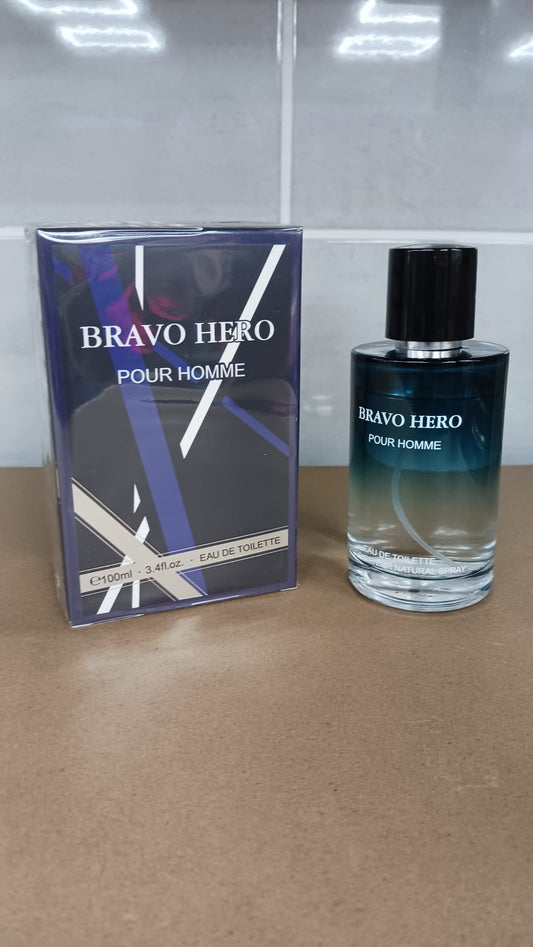 BRAVO HERO
POUR HOMME
℮100ml - 3.4fl.oz. - EAU DE TOILETTE
BRAVO HERO
POUR HOMME
EAU DE TOILETTE
NATURAL SPRAY